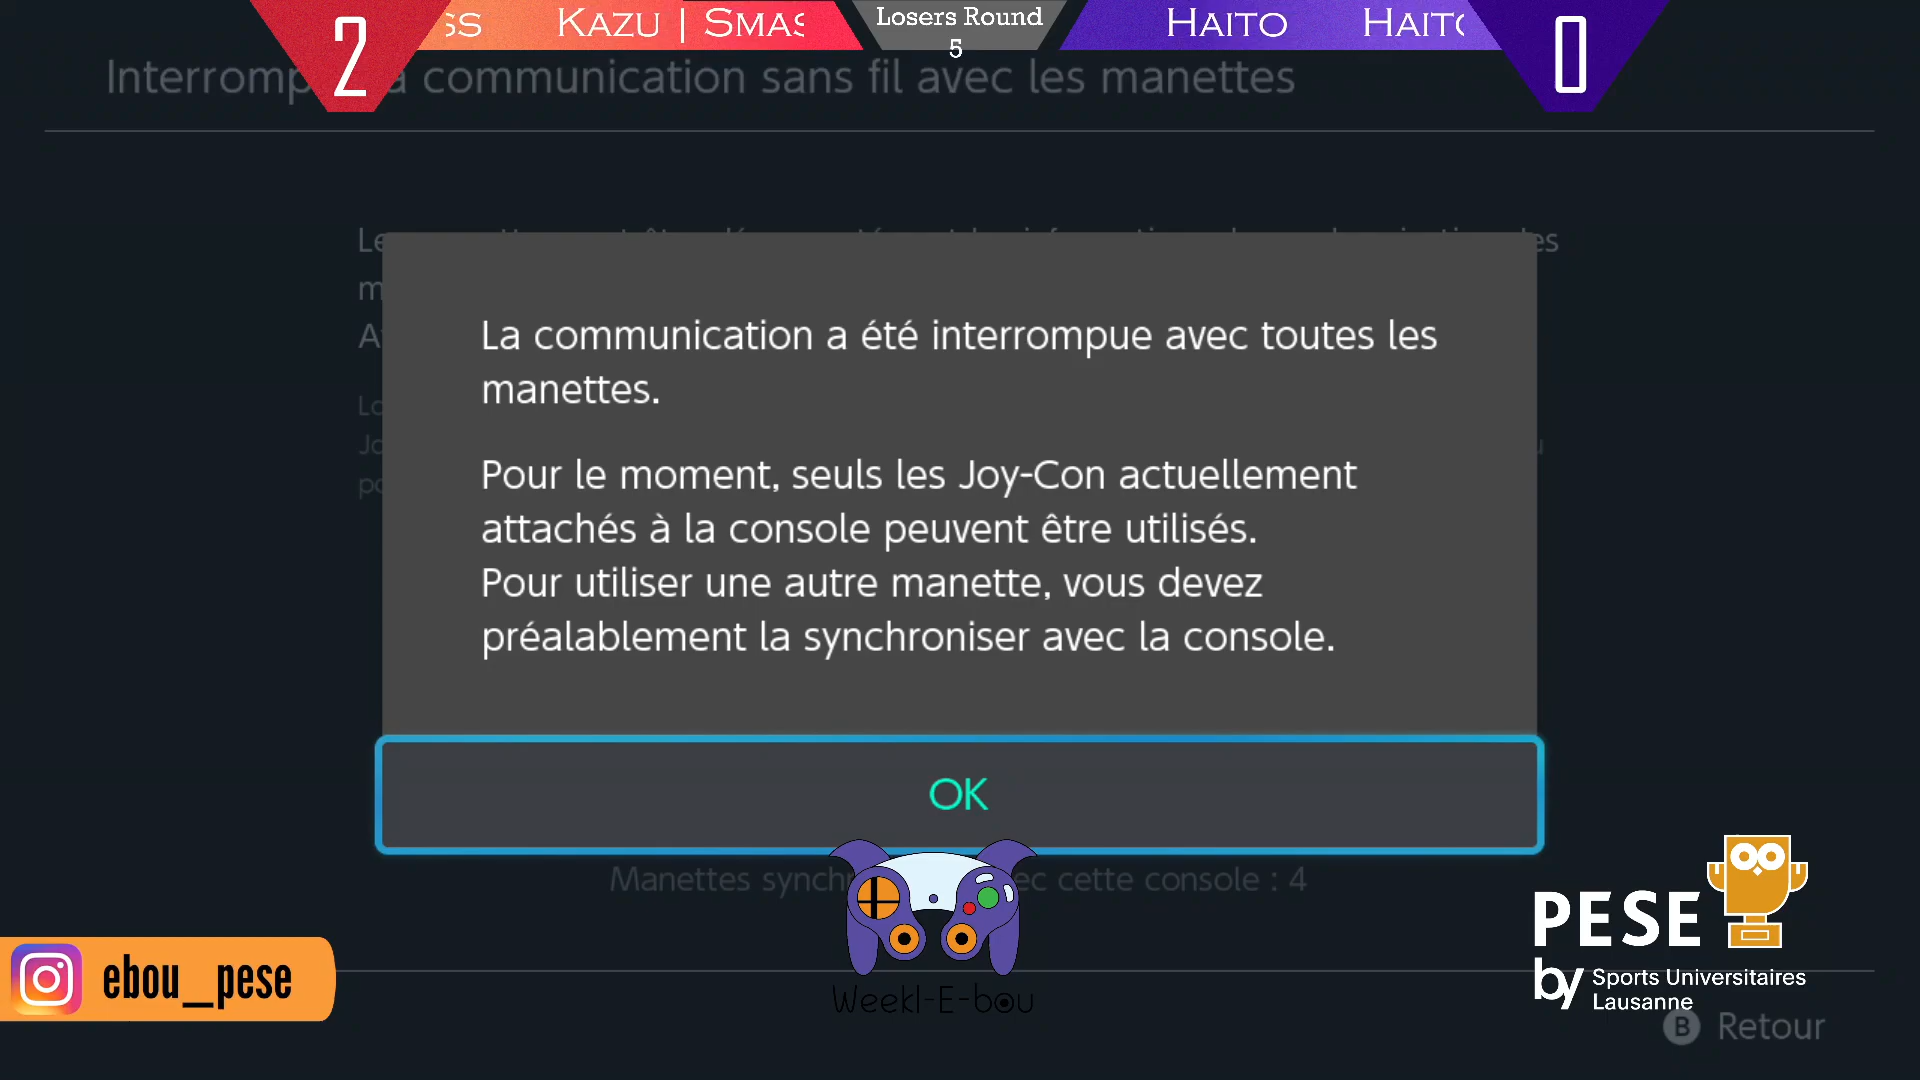 2
SS KAZU | SMAS
Losers Round
5
HAITO HAITO
0
communication sans fil avec les manettes
La communication a été interrompue avec toutes les
manettes.
Pour le moment, seuls les Joy-Con actuellement
attachés à la console peuvent être utilisés.
Pour utiliser une autre manette, vous devez
préalablement la synchroniser avec la console.
OK
Manettes synchr ec cette console : 4
ebou_pese
Weekl-E-bou
PESE
by Sports Universitaires
Lausanne
B Retour